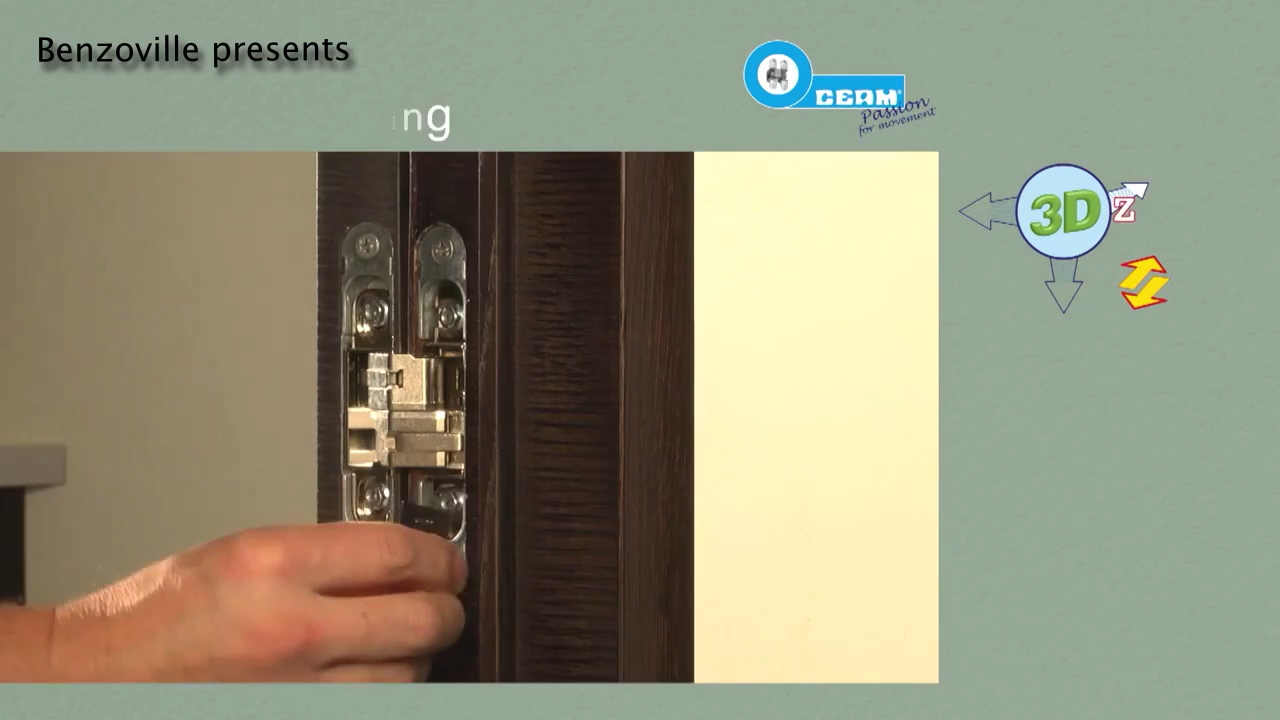 Benzoville presents
ng
CEAM®
Passion
for movement
3D
Z